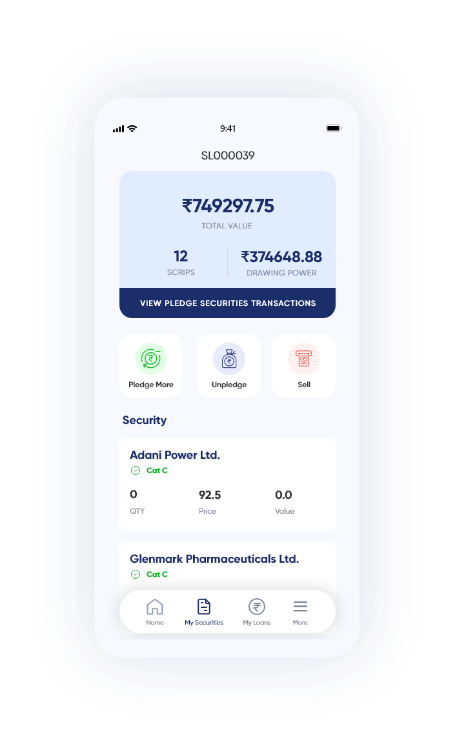 9:41
SL000039
₹749297.75
TOTAL VALUE
12
SCRIPS
₹374648.88
DRAWING POWER
VIEW PLEDGE SECURITIES TRANSACTIONS
Pledge More
Unpledge
Sell
Security
Adani Power Ltd.
Cat C
0
QTY
92.5
Price
0.0
Value
Glenmark Pharmaceuticals Ltd.
Cat C
Home
My Securities
My Loans
More